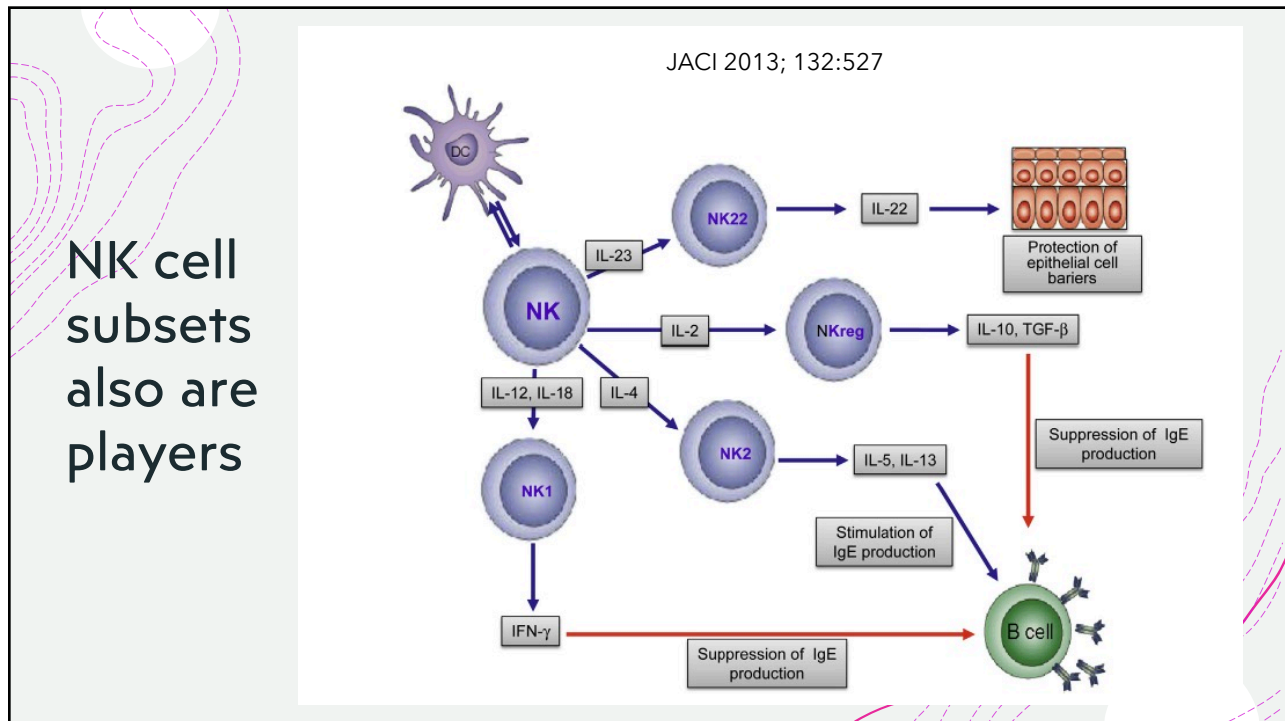 NK cell
subsets
also are
players
JACI 2013; 132:527
DC
NK22
IL-22
Protection of
epithelial cell
bariers
IL-23
NK
IL-2
NKreg
IL-10, TGF-β
IL-12, IL-18
IL-4
Suppression of IgE
production
NK2
IL-5, IL-13
NK1
Stimulation of
IgE production
IFN-γ
B cell
Suppression of IgE
production